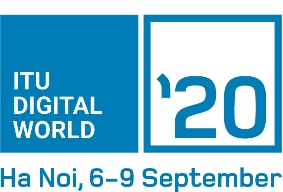 ITU
DIGITAL
WORLD
'20
Ha Noi, 6–9 September